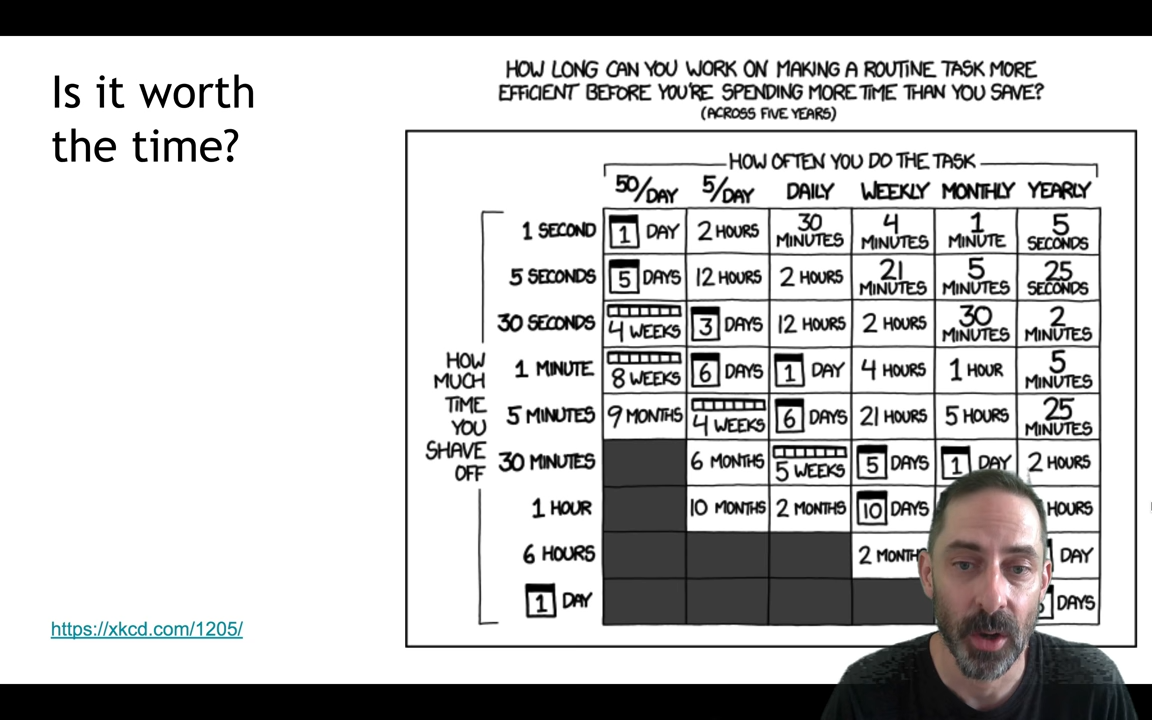 Is it worth
the time?
HOW LONG CAN YOU WORK ON MAKING A ROUTINE TASK MORE
EFFICIENT BEFORE YOU'RE SPENDING MORE TIME THAN YOU SAVE?
(ACROSS FIVE YEARS)
HOW OFTEN YOU DO THE TASK
50/DAY 5/DAY DAILY WEEKLY MONTHLY YEARLY
HOW MUCH TIME YOU SHAVE OFF
1 SECOND 1 DAY 2 HOURS 30 MINUTES 4 MINUTES 1 MINUTE 5 SECONDS
5 SECONDS 5 DAYS 12 HOURS 2 HOURS 21 MINUTES 5 MINUTES 25 SECONDS
30 SECONDS 4 WEEKS 3 DAYS 12 HOURS 2 HOURS 30 MINUTES 2 MINUTES
1 MINUTE 8 WEEKS 6 DAYS 1 DAY 4 HOURS 1 HOUR 5 MINUTES
5 MINUTES 9 MONTHS 4 WEEKS 6 DAYS 21 HOURS 5 HOURS 25 MINUTES
30 MINUTES 6 MONTHS 5 WEEKS 5 DAYS 1 DAY 2 HOURS
1 HOUR 10 MONTHS 2 MONTHS 10 DAYS HOURS
6 HOURS 2 DAY
1 DAY DAYS
https://xkcd.com/1205/